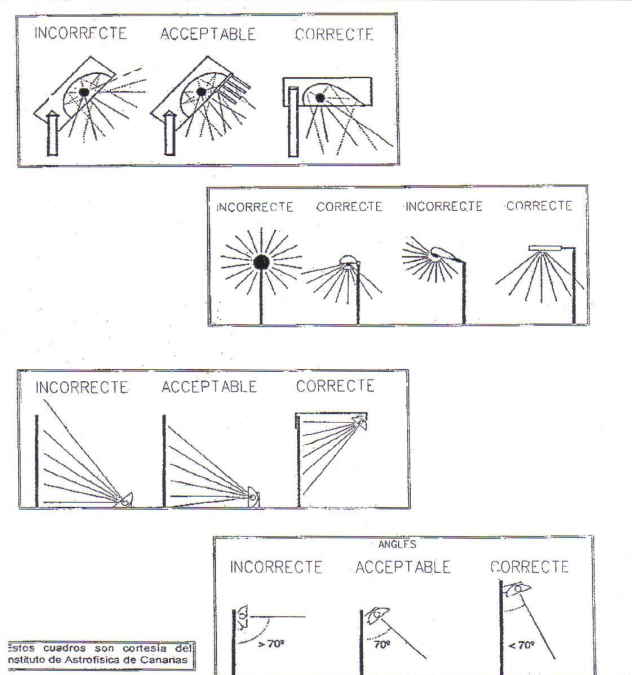 INCORRECTE ACCEPTABLE CORRECTE
INCORRECTE CORRECTE INCORRECTE CORRECTE
INCORRECTE ACCEPTABLE CORRECTE
ANGLES
INCORRECTE ACCEPTABLE CORRECTE
> 70º 70º < 70º
Estos cuadros son cortesía del
Instituto de Astrofísica de Canarias